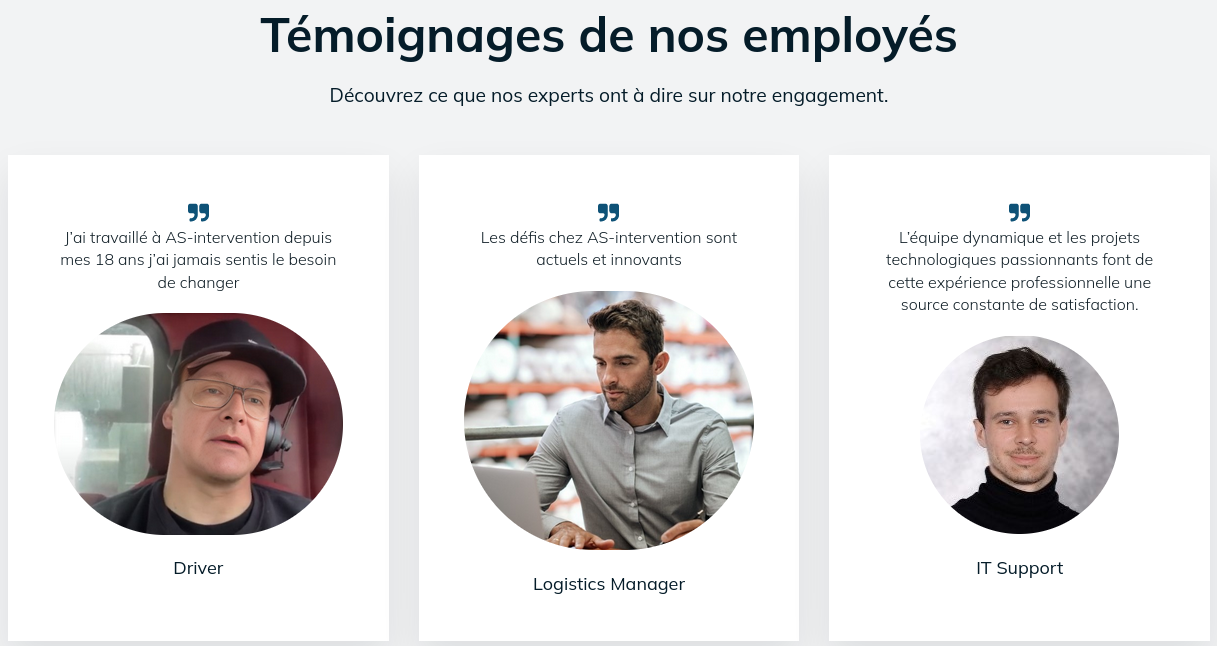 Témoignages de nos employés
Découvrez ce que nos experts ont à dire sur notre engagement.
J'ai travaillé à AS-intervention depuis
mes 18 ans j'ai jamais sentis le besoin
de changer
Driver
Les défis chez AS-intervention sont
actuels et innovants
Logistics Manager
L'équipe dynamique et les projets
technologiques passionnants font de
cette expérience professionnelle une
source constante de satisfaction.
IT Support